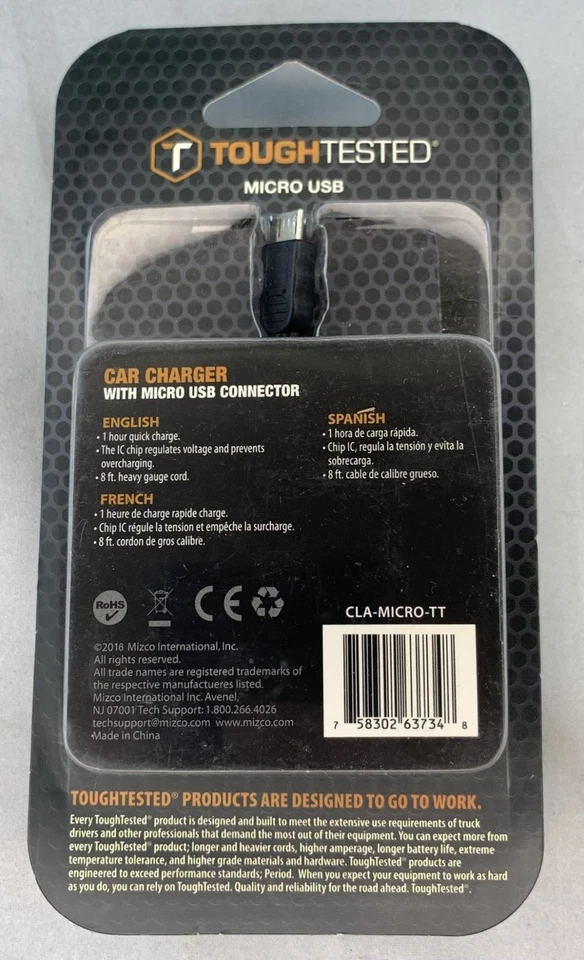 T TOUGHTESTED®
MICRO USB
CAR CHARGER
WITH MICRO USB CONNECTOR
ENGLISH
• 1 hour quick charge.
• The IC chip regulates voltage and prevents
overcharging.
• 8 ft. heavy gauge cord.
FRENCH
• 1 heure de charge rapide charge.
• Chip IC régule la tension et empêche la surcharge.
• 8 ft. cordon de gros calibre.
SPANISH
• 1 hora de carga rápida.
• Chip IC, regula la tensión y evita la
sobrecarga.
• 8 ft. cable de calibre grueso.
RoHS
CE
©2016 Mizco International, Inc.
All rights reserved.
All trade names are registered trademarks of
the respective manufactueres listed.
Mizco International Inc. Avenel,
NJ 07001 Tech Support: 1.800.266.4026
techsupport@mizco.com www.mizco.com
•Made in China
CLA-MICRO-TT
7 58302 63734 8
TOUGHTESTED® PRODUCTS ARE DESIGNED TO GO TO WORK.
Every ToughTested® product is designed and built to meet the extensive use requirements of truck
drivers and other professionals that demand the most out of their equipment. You can expect more from
every ToughTested® product; longer and heavier cords, higher amperage, longer battery life, extreme
temperature tolerance, and higher grade materials and hardware. ToughTested® products are
engineered to exceed performance standards; Period. When you expect your equipment to work as hard
as you do, you can rely on ToughTested. Quality and reliability for the road ahead. ToughTested®.